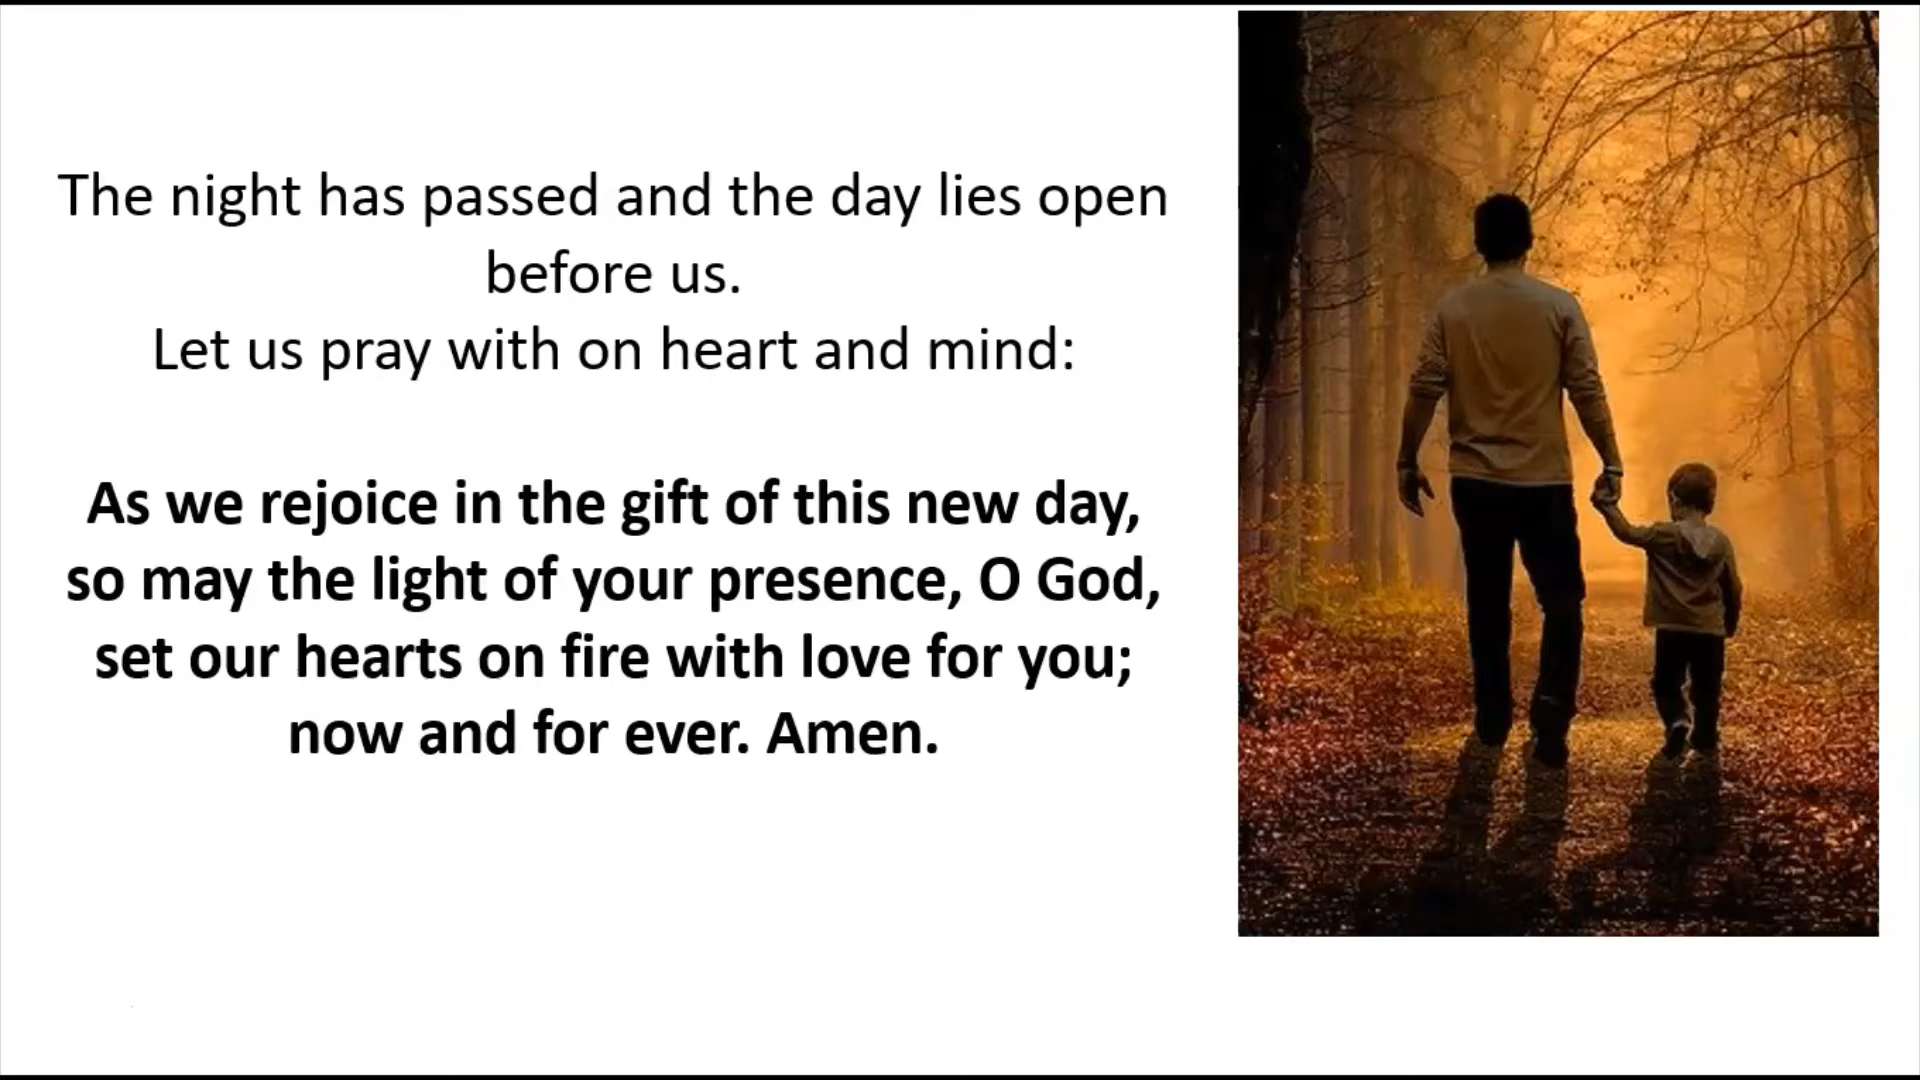 The night has passed and the day lies open
before us.
Let us pray with on heart and mind:
As we rejoice in the gift of this new day,
so may the light of your presence, O God,
set our hearts on fire with love for you;
now and for ever. Amen.